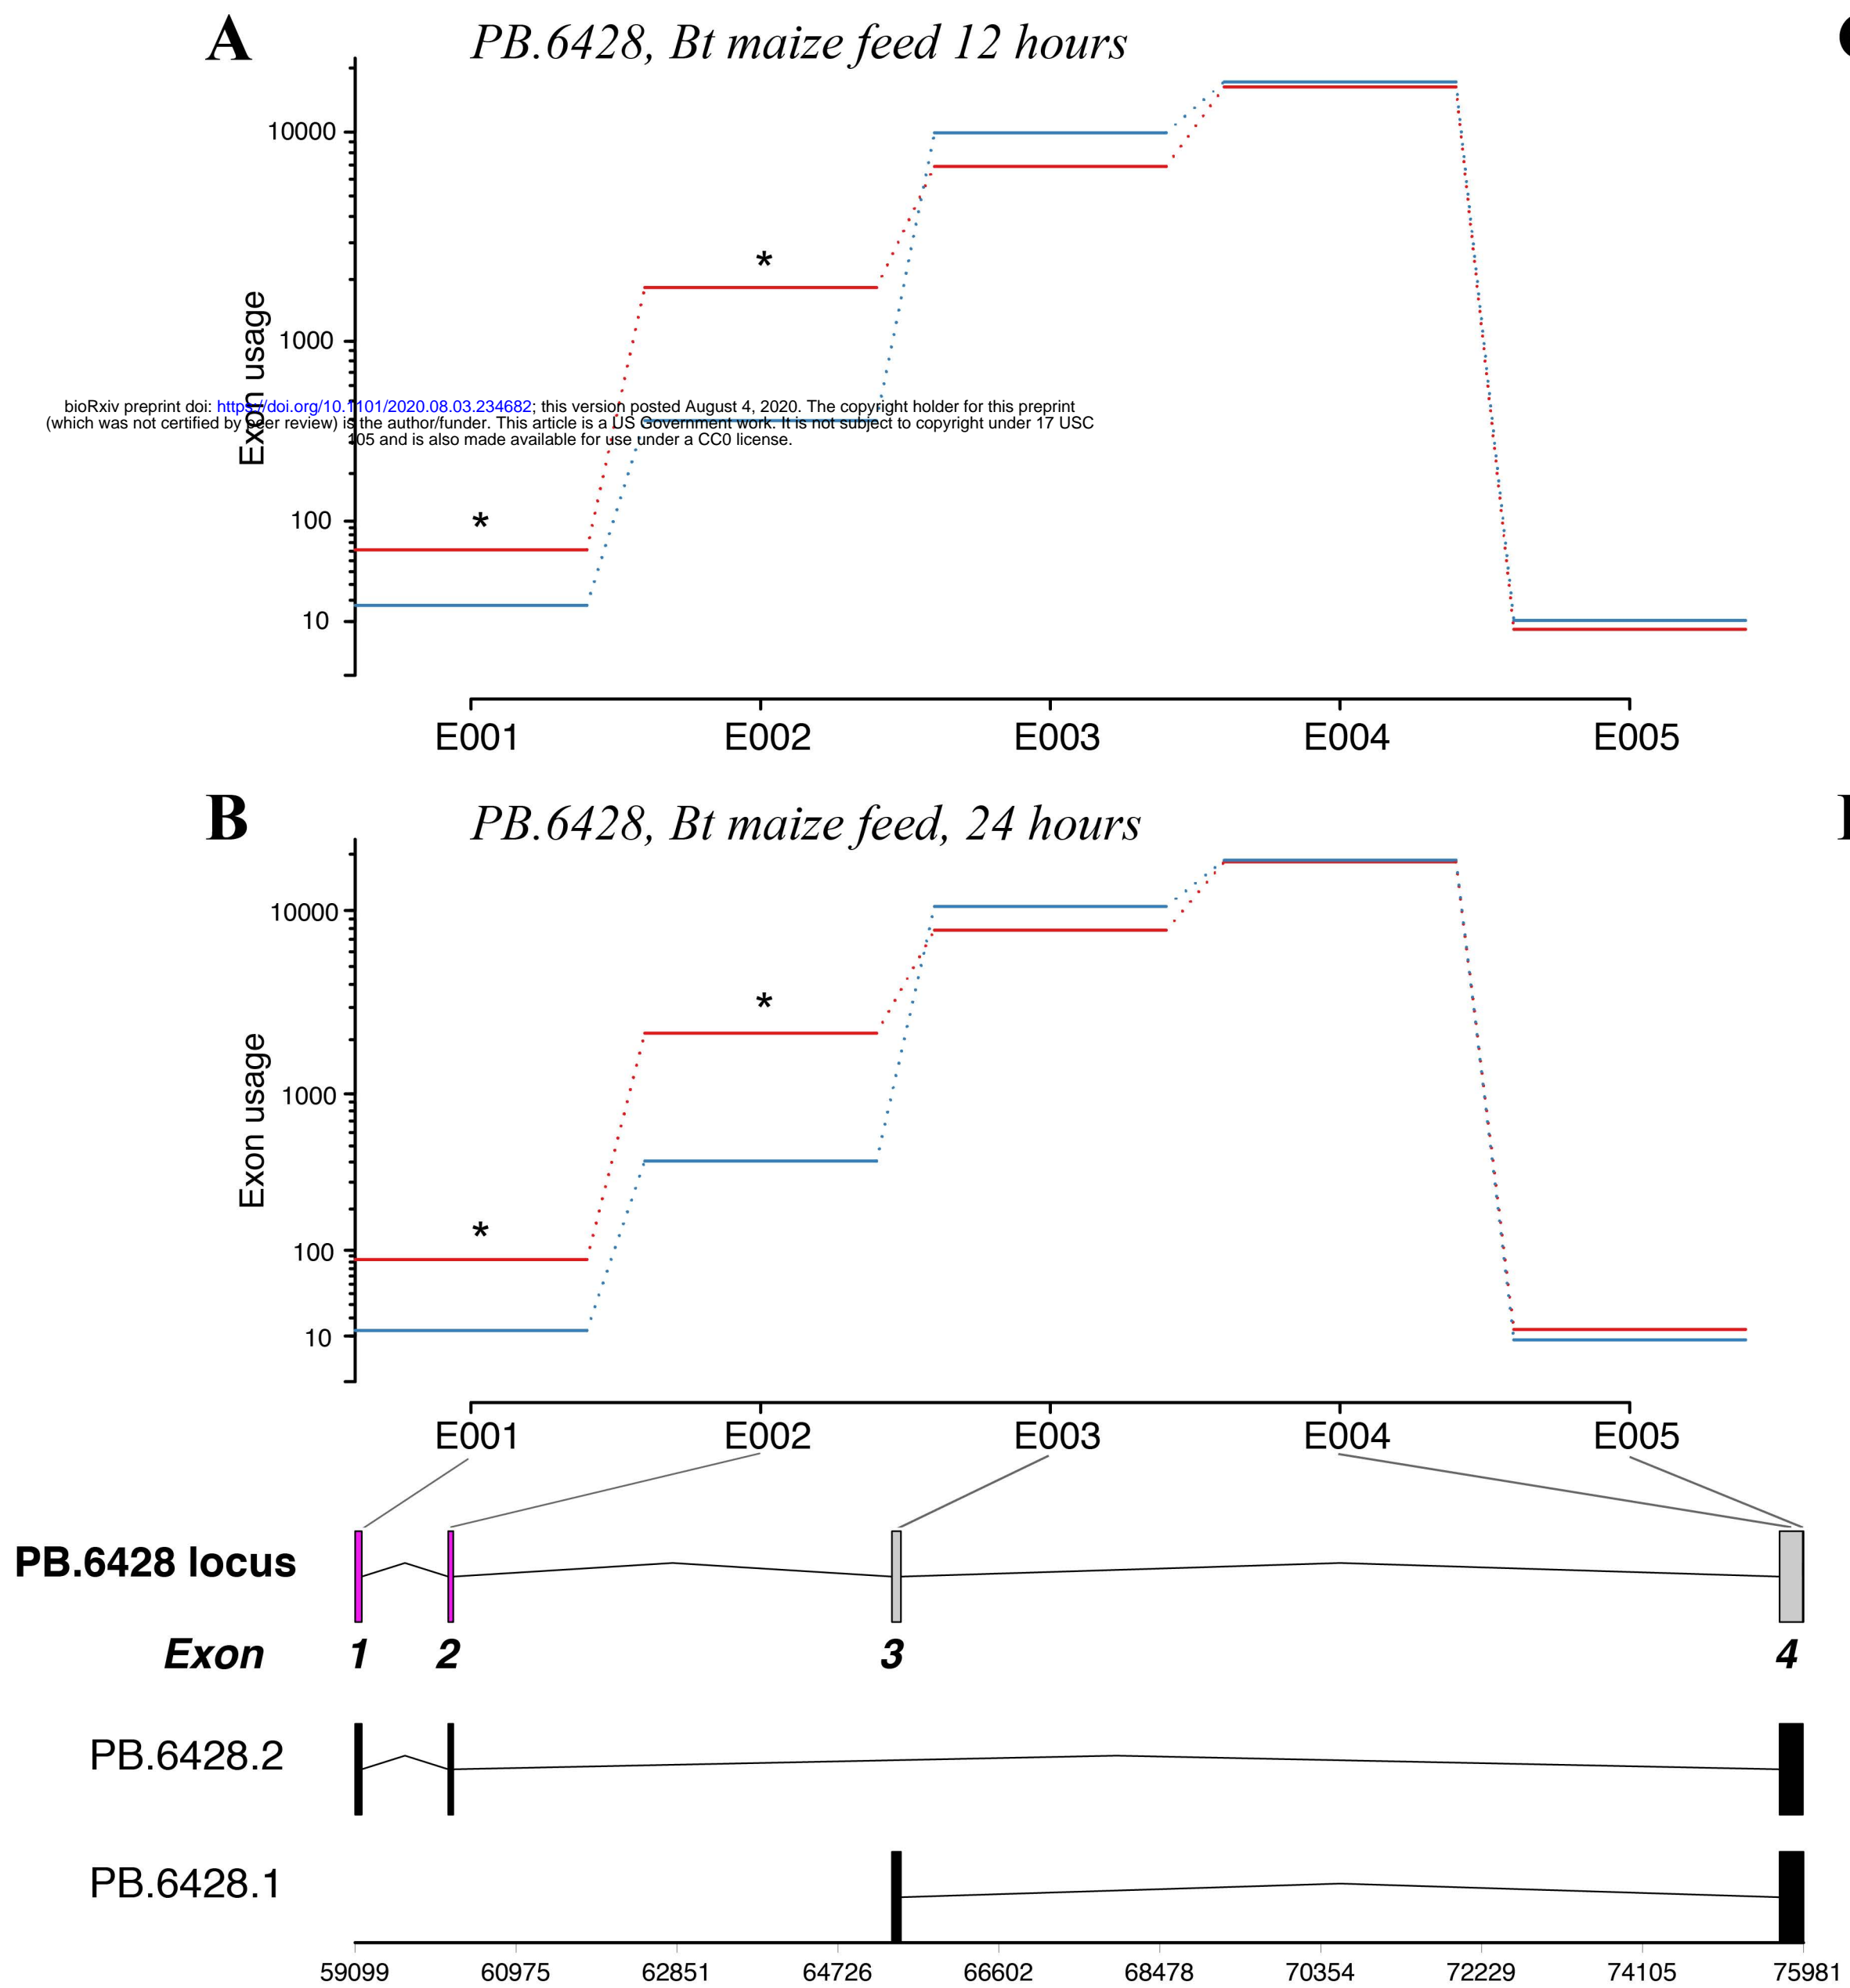 A
PB.6428, Bt maize feed 12 hours
10000
1000
100
10
Exon usage
*
*
bioRxiv preprint doi: https://doi.org/10.1101/2020.08.03.234682; this version posted August 4, 2020. The copyright holder for this preprint
(which was not certified by peer review) is the author/funder. This article is a US Government work. It is not subject to copyright under 17 USC
105 and is also made available for use under a CC0 license.
E001 E002 E003 E004 E005
B
PB.6428, Bt maize feed, 24 hours
10000
1000
100
10
Exon usage
*
*
E001 E002 E003 E004 E005
PB.6428 locus
Exon 1 2 3 4
PB.6428.2
PB.6428.1
59099 60975 62851 64726 66602 68478 70354 72229 74105 75981